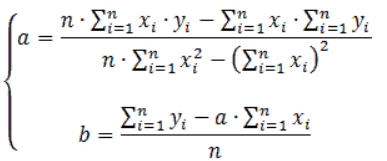 a = \frac{n \cdot \sum_{i=1}^{n} x_i \cdot y_i - \sum_{i=1}^{n} x_i \cdot \sum_{i=1}^{n} y_i}{n \cdot \sum_{i=1}^{n} x_i^2 - \left(\sum_{i=1}^{n} x_i\right)^2}
b = \frac{\sum_{i=1}^{n} y_i - a \cdot \sum_{i=1}^{n} x_i}{n}